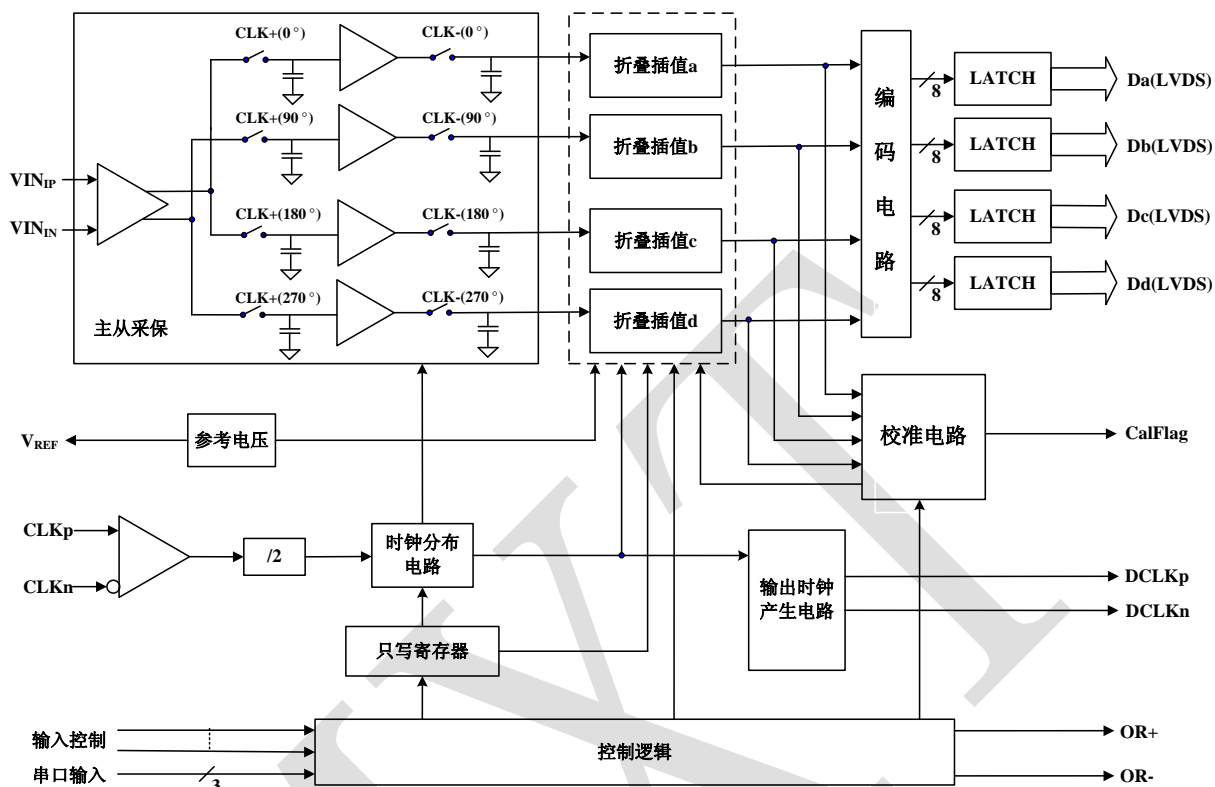 CLK+(0°)
CLK-(0°)
折叠插值a
CLK+(90°)
CLK-(90°)
折叠插值b
VIN_IP
VIN_IN
CLK+(180°)
CLK-(180°)
折叠插值c
CLK+(270°)
CLK-(270°)
折叠插值d
主从采保
编码电路
8
LATCH
Da(LVDS)
8
LATCH
Db(LVDS)
8
LATCH
Dc(LVDS)
8
LATCH
Dd(LVDS)
V_REF
参考电压
校准电路
CalFlag
CLKp
CLKn
/2
时钟分布
电路
输出时钟
产生电路
DCLKp
DCLKn
只写寄存器
输入控制
串口输入
3
控制逻辑
OR+
OR-